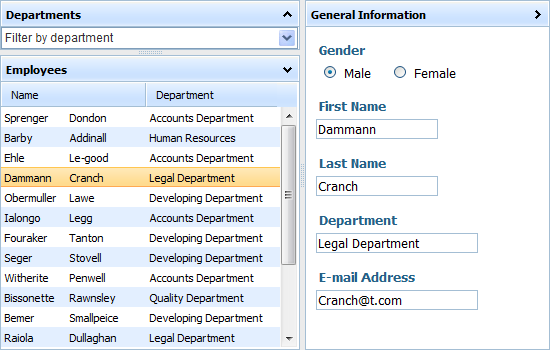 Departments
Filter by department
Employees
Name Department
Sprenger Dondon Accounts Department
Barby Addinall Human Resources
Ehle Le-good Accounts Department
Dammann Cranch Legal Department
Obermuller Lawe Developing Department
Ialongo Legg Accounts Department
Fouraker Tanton Developing Department
Seger Stovell Developing Department
Witherite Penwell Accounts Department
Bissonette Rawnsley Quality Department
Bemer Smallpeice Developing Department
Raiola Dullaghan Legal Department
General Information
Gender
Male Female
First Name
Dammann
Last Name
Cranch
Department
Legal Department
E-mail Address
Cranch@t.com